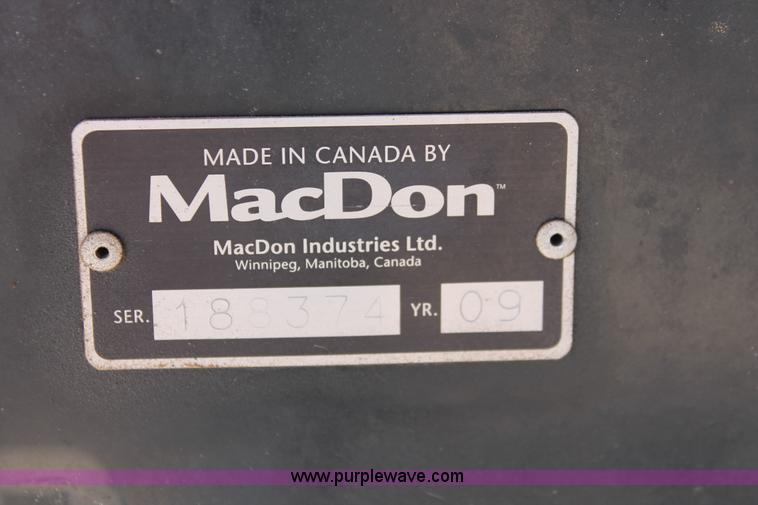 MADE IN CANADA BY
MacDon™
MacDon Industries Ltd.
Winnipeg, Manitoba, Canada
SER. 188374 YR. 09
www.purplewave.com